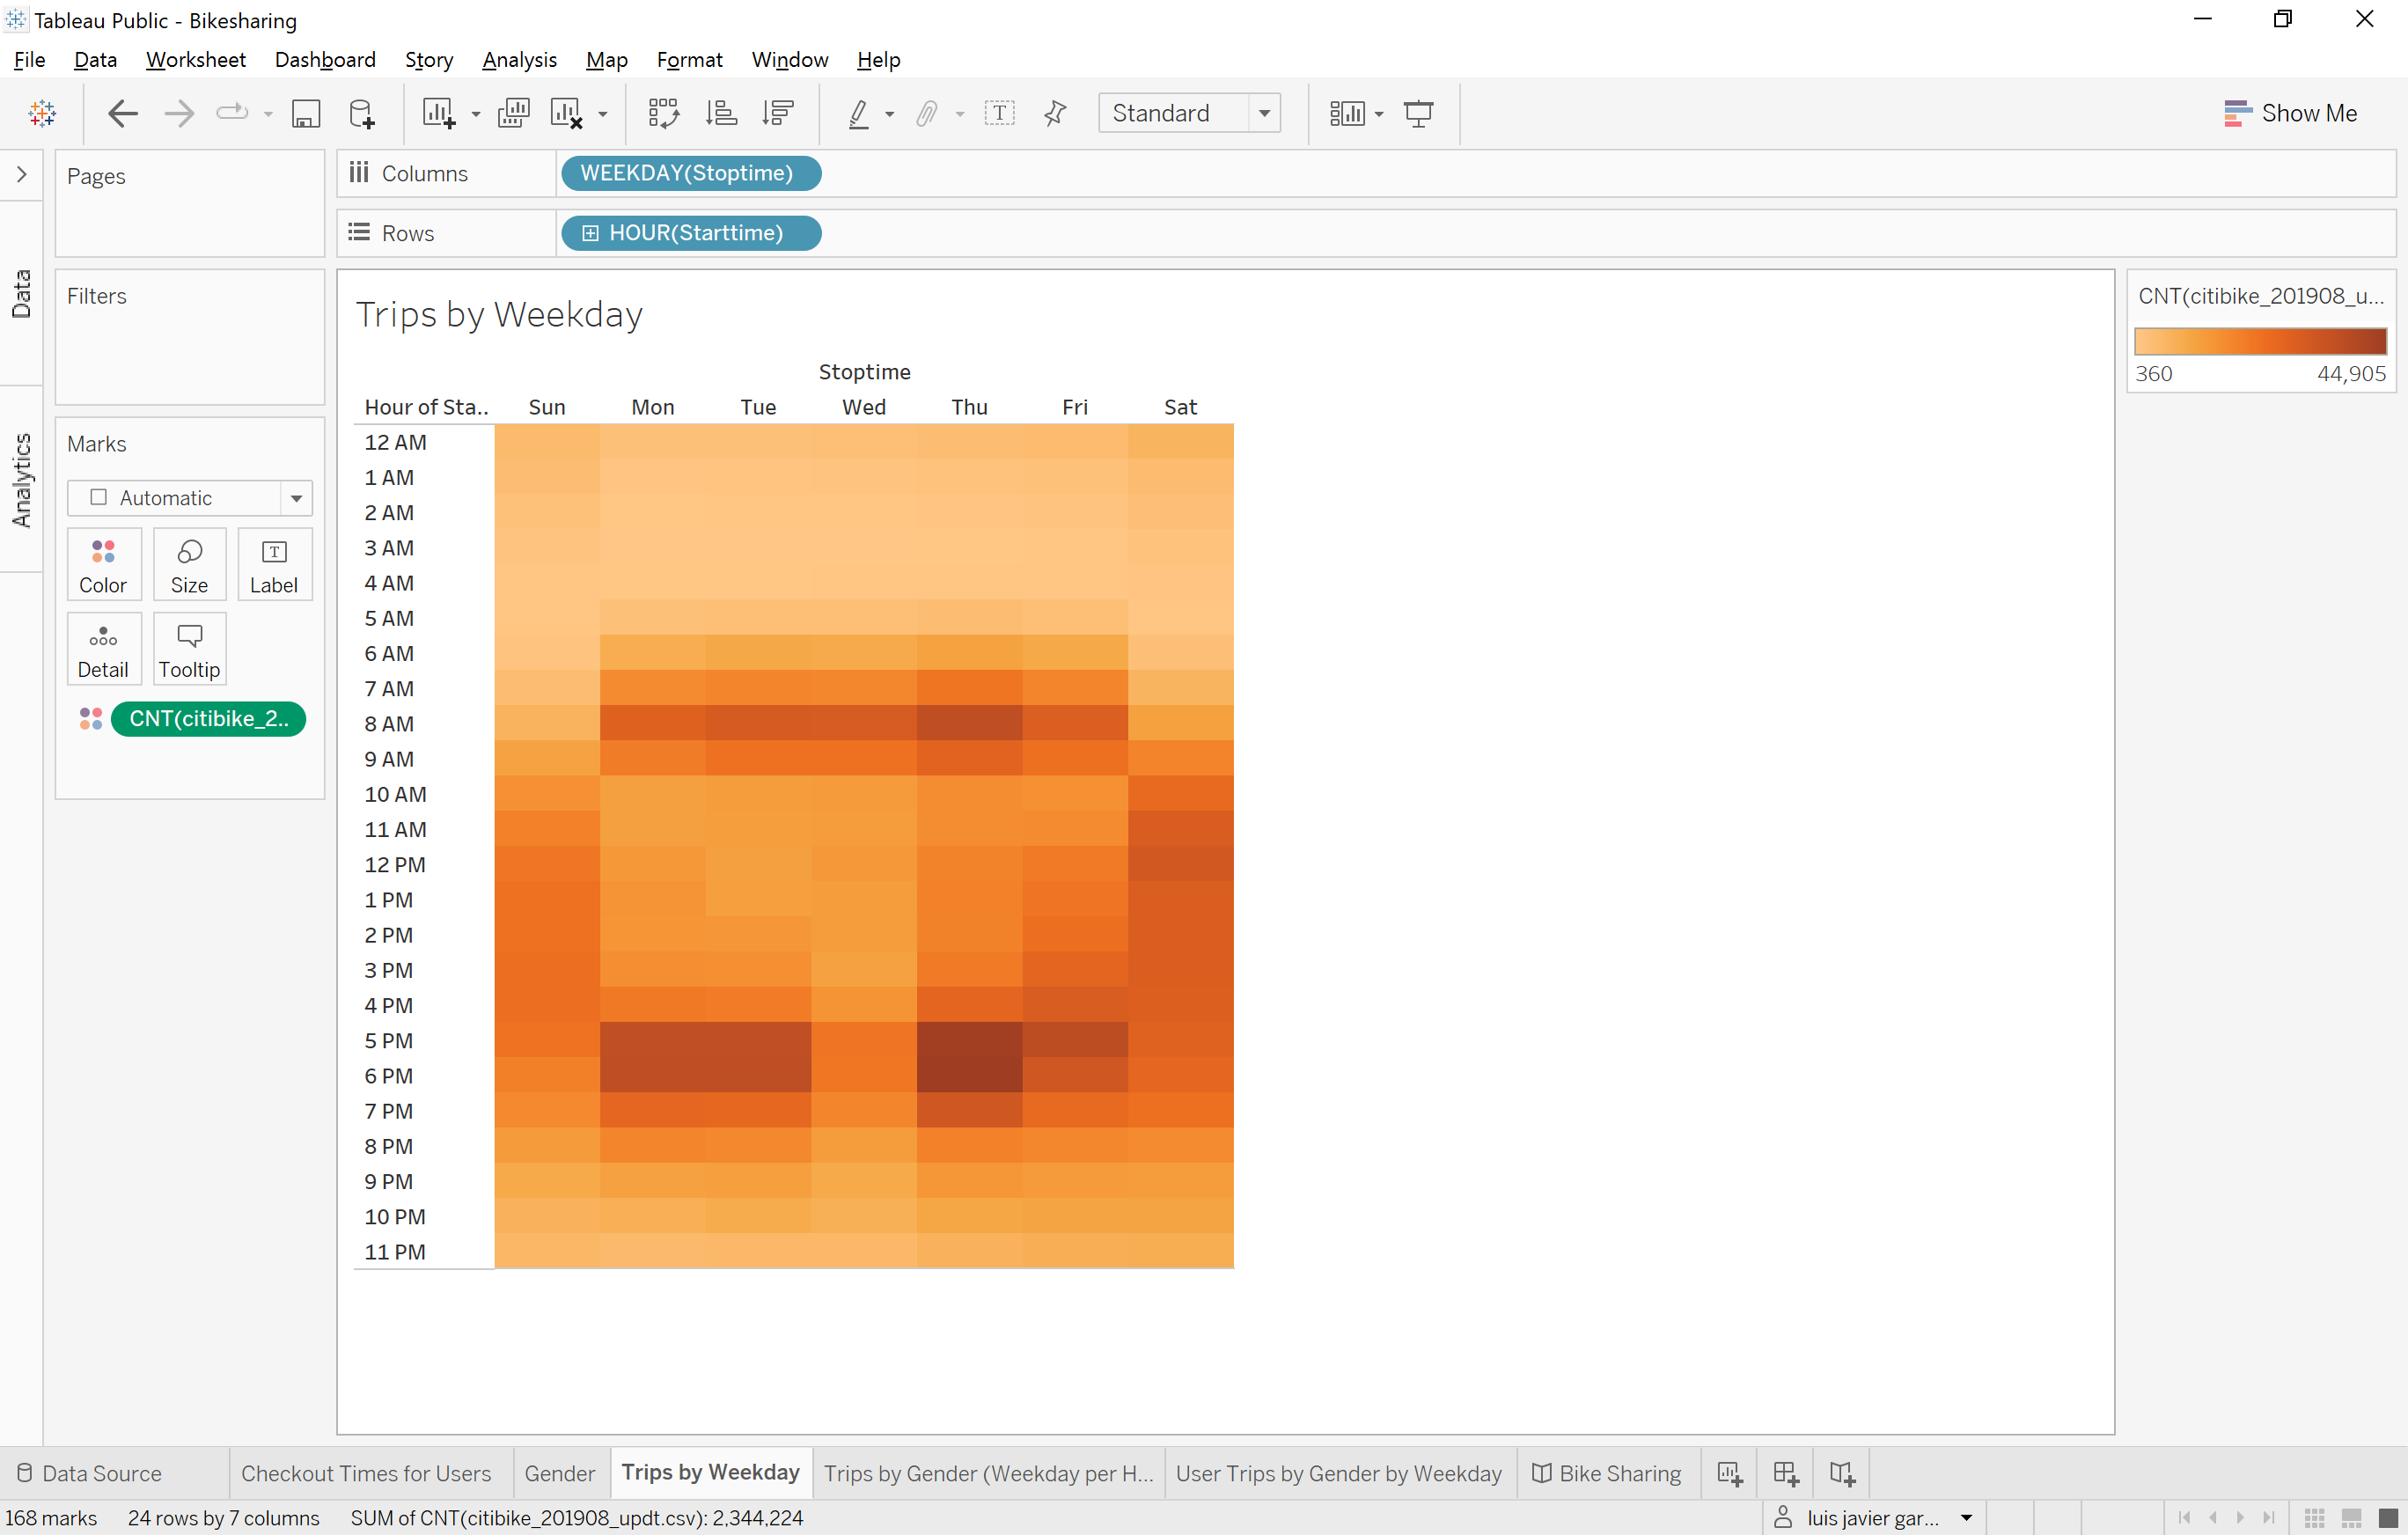 Tableau Public - Bikesharing
File Data Worksheet Dashboard Story Analysis Map Format Window Help
Standard
Show Me
Data
Analytics
Pages
Columns WEEKDAY(Stoptime)
Rows HOUR(Starttime)
Filters
Marks
Automatic
Color Size Label
Detail Tooltip
CNT(citibike_2..
Trips by Weekday
Stoptime
Hour of Sta.. Sun Mon Tue Wed Thu Fri Sat
12 AM
1 AM
2 AM
3 AM
4 AM
5 AM
6 AM
7 AM
8 AM
9 AM
10 AM
11 AM
12 PM
1 PM
2 PM
3 PM
4 PM
5 PM
6 PM
7 PM
8 PM
9 PM
10 PM
11 PM
CNT(citibike_201908_u...
360 44,905
Data Source Checkout Times for Users Gender Trips by Weekday Trips by Gender (Weekday per H... User Trips by Gender by Weekday Bike Sharing
168 marks 24 rows by 7 columns SUM of CNT(citibike_201908_updt.csv): 2,344,224 luis javier gar...